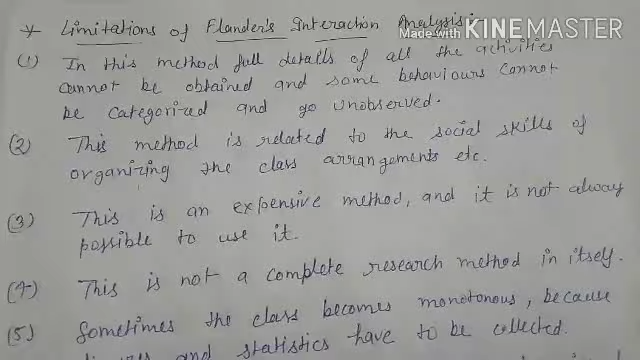 * Limitations of Flander's Interaction Analysis :-
Made with KINEMASTER
(1) In this method full details of all the activities
cannot be obtained and some behaviours cannot
be categorized and go unobserved.
(2) This method is related to the social skills of
organizing the class arrangements etc.
(3) This is an expensive method, and it is not alway
possible to use it.
(4) This is not a complete research method in itself.
(5) Sometimes the class becomes monotonous, because
and statistics have to be collected.